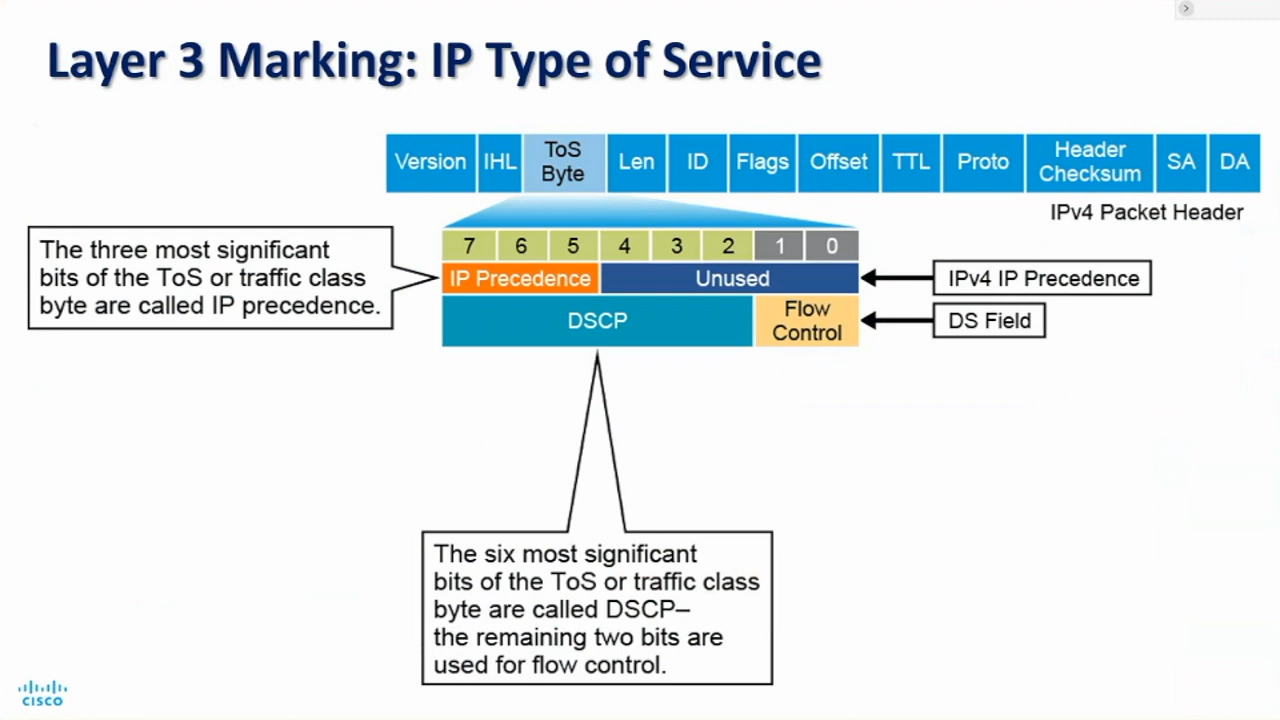 Layer 3 Marking: IP Type of Service
Version IHL ToS Byte Len ID Flags Offset TTL Proto Header Checksum SA DA
IPv4 Packet Header
The three most significant
bits of the ToS or traffic class
byte are called IP precedence.
7 6 5 4 3 2 1 0
IP Precedence Unused
IPv4 IP Precedence
DSCP
Flow
Control
DS Field
The six most significant
bits of the ToS or traffic class
byte are called DSCP–
the remaining two bits are
used for flow control.
CISCO